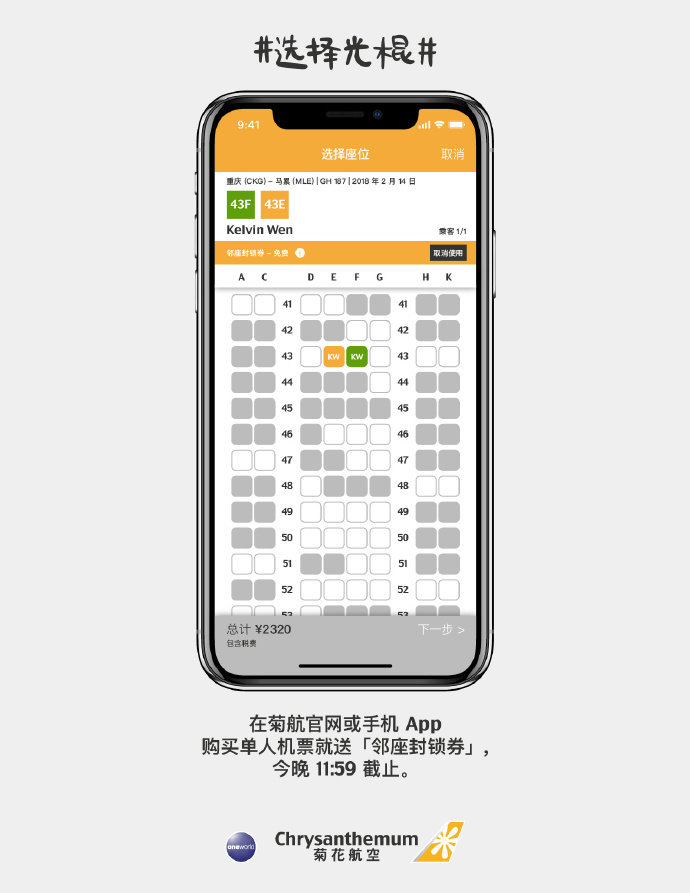 #选择光棍#
9:41
选择座位 取消
重庆 (CKG) – 马累 (MLE) | GH 187 | 2018 年 2 月 14 日
43F 43E
Kelvin Wen 乘客 1/1
邻座封锁券 – 免费 i 取消使用
A C D E F G H K
41 41
42 42
43 KW KW 43
44 44
45 45
46 46
47 47
48 48
49 49
50 50
51 51
52 52
53 53
总计 ¥2320 下一步 >
包含税费
在菊航官网或手机 App
购买单人机票就送「邻座封锁券」,
今晚 11:59 截止。
oneworld Chrysanthemum
菊花航空